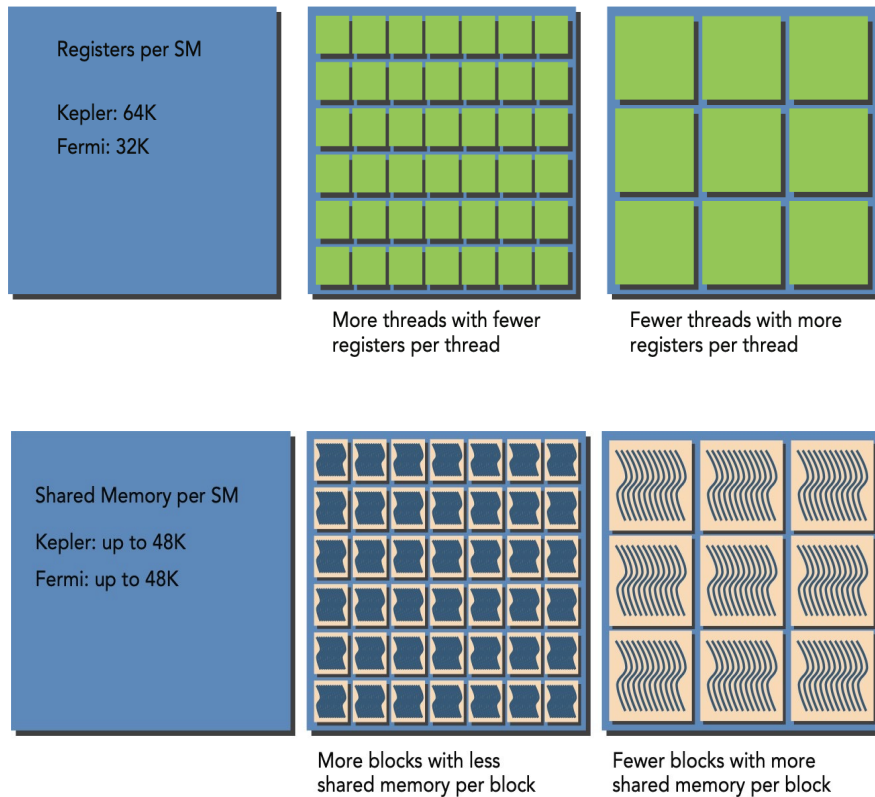 Registers per SM
Kepler: 64K
Fermi: 32K
More threads with fewer
registers per thread
Fewer threads with more
registers per thread
Shared Memory per SM
Kepler: up to 48K
Fermi: up to 48K
More blocks with less
shared memory per block
Fewer blocks with more
shared memory per block